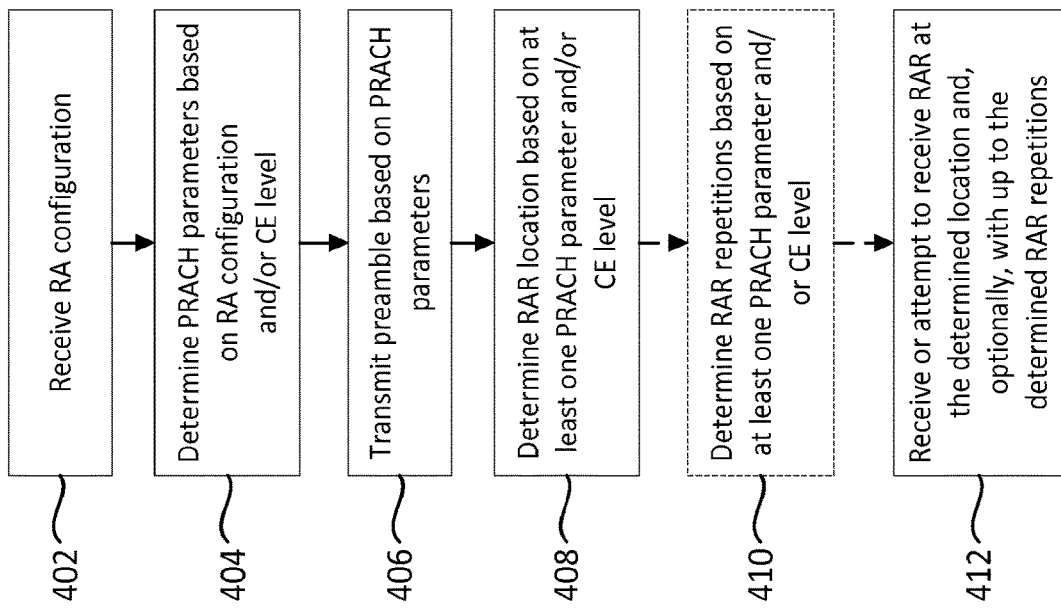 402
Receive RA configuration
404
Determine PRACH parameters based
on RA configuration
and/or CE level
406
Transmit preamble based on PRACH
parameters
408
Determine RAR location based on at
least one PRACH parameter and/or
CE level
410
Determine RAR repetitions based on
at least one PRACH parameter and/
or CE level
412
Receive or attempt to receive RAR at
the determined location and,
optionally, with up to the
determined RAR repetitions